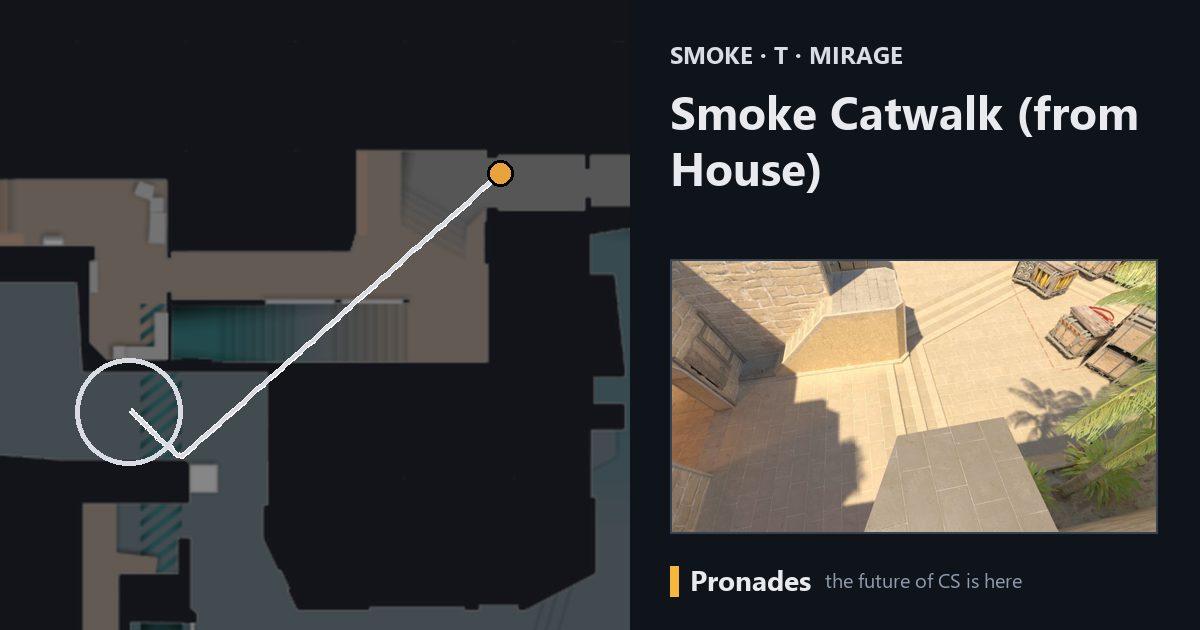 SMOKE · T · MIRAGE
Smoke Catwalk (from
House)
Pronades the future of CS is here